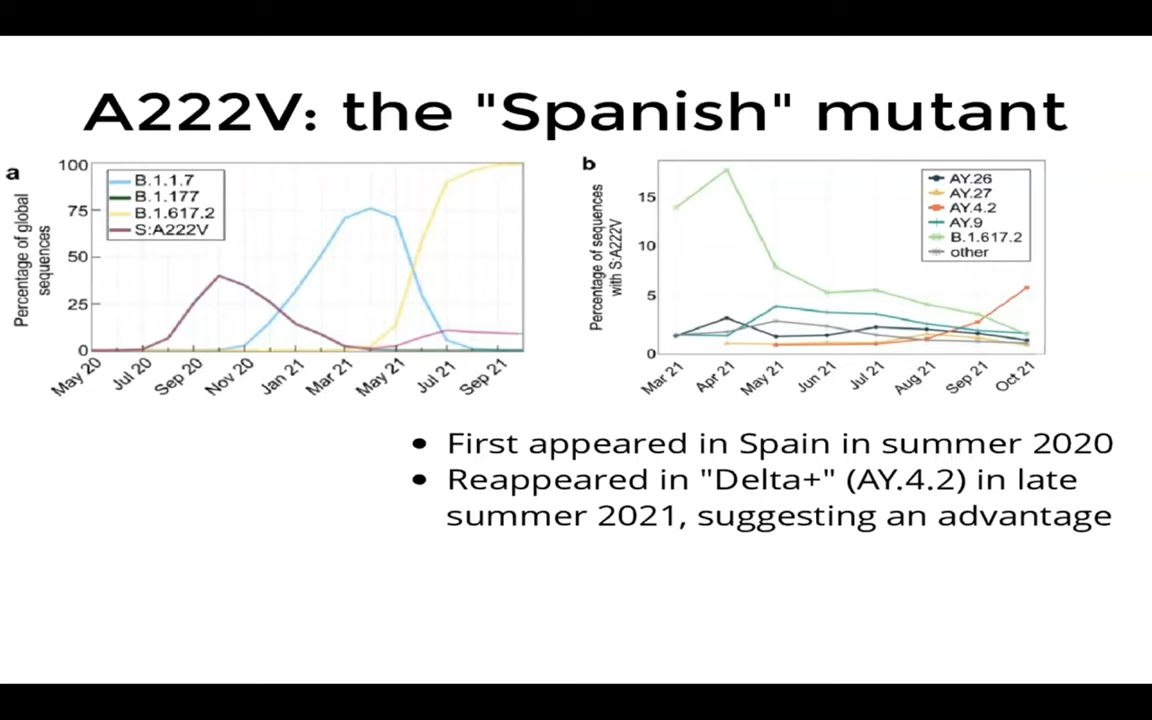 A222V: the "Spanish" mutant
a
Percentage of global
sequences
100
75
50
25
0
B.1.1.7
B.1.177
B.1.617.2
S:A222V
May 20
Jul 20
Sep 20
Nov 20
Jan 21
Mar 21
May 21
Jul 21
Sep 21
b
Percentage of sequences
with S:A222V
15
10
5
0
AY.26
AY.27
AY.4.2
AY.9
B.1.617.2
other
Mar 21
Apr 21
May 21
Jun 21
Jul 21
Aug 21
Sep 21
Oct 21
• First appeared in Spain in summer 2020
• Reappeared in "Delta+" (AY.4.2) in late
summer 2021, suggesting an advantage